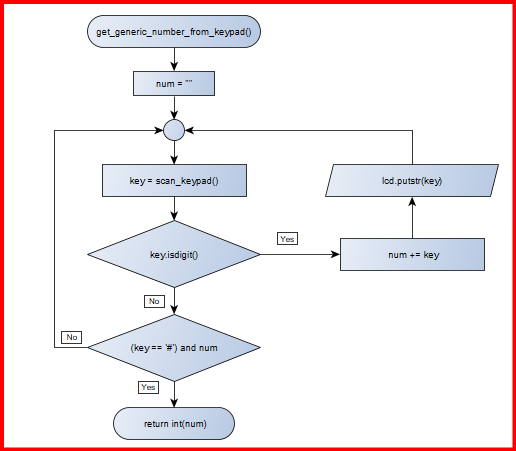 get_generic_number_from_keypad()
num = ""
key = scan_keypad()
lcd.putstr(key)
key.isdigit()
Yes
num += key
No
(key == '#') and num
No
Yes
return int(num)